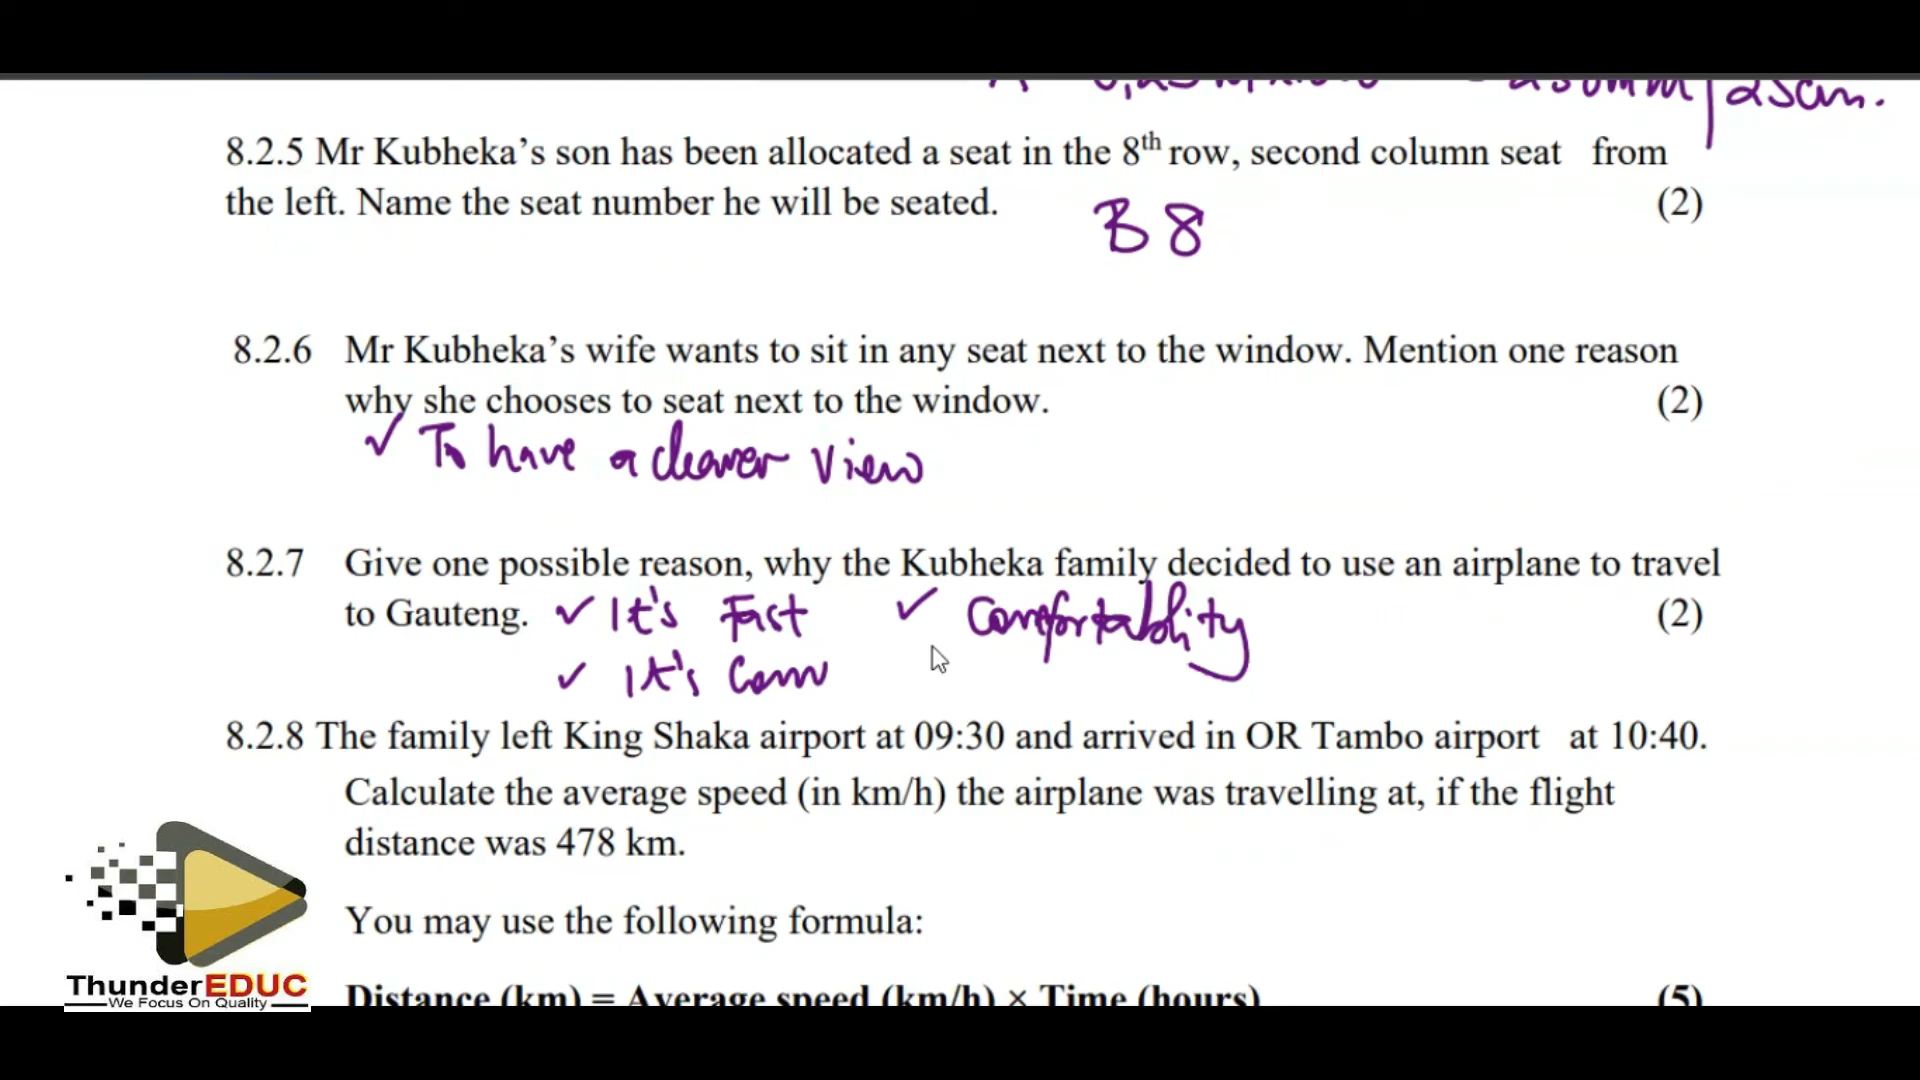 250mm/25cm.
8.2.5 Mr Kubheka's son has been allocated a seat in the 8th row, second column seat from
the left. Name the seat number he will be seated. (2)
B8
8.2.6 Mr Kubheka's wife wants to sit in any seat next to the window. Mention one reason
why she chooses to seat next to the window. (2)
✓ To have a clearer view
8.2.7 Give one possible reason, why the Kubheka family decided to use an airplane to travel
to Gauteng. ✓ It's Fast ✓ Comfortability (2)
✓ It's
8.2.8 The family left King Shaka airport at 09:30 and arrived in OR Tambo airport at 10:40.
Calculate the average speed (in km/h) the airplane was travelling at, if the flight
distance was 478 km.
You may use the following formula:
Distance (km) = Average speed (km/h) × Time (hours) (5)
ThunderEDUC
We Focus On Quality